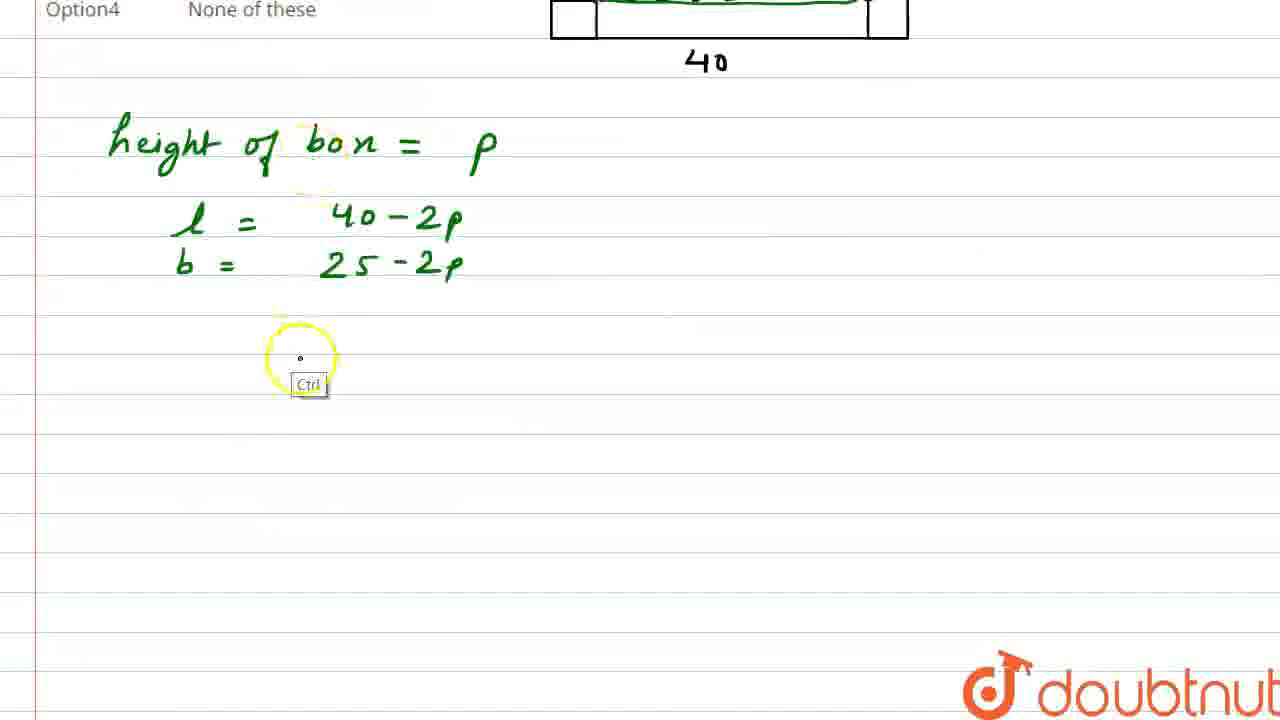 Option4 None of these
40
height of box = p
l = 40 - 2p
b = 25 - 2p
Ctrl
doubtnut